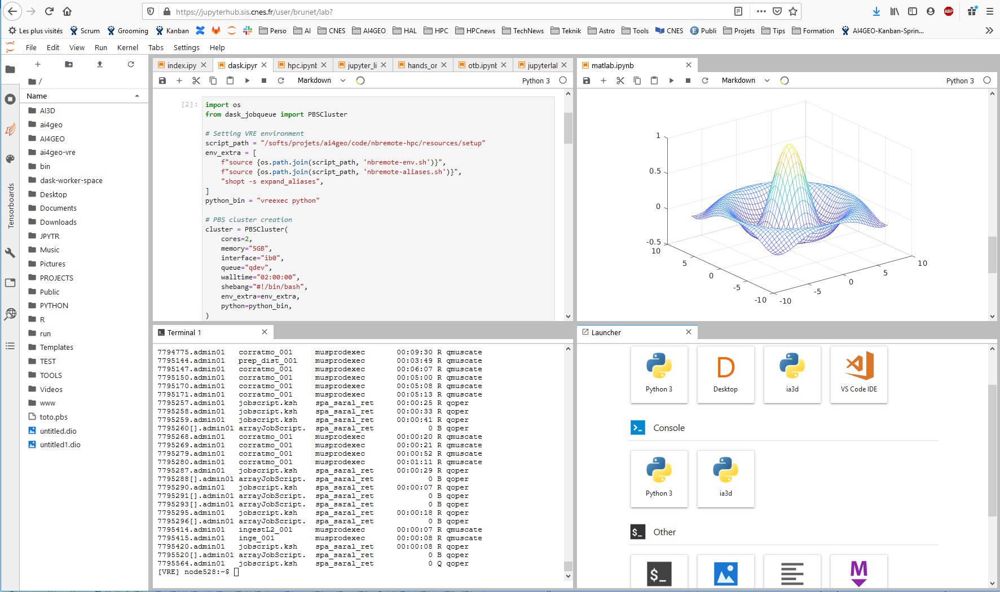 https://jupyterhub.sis.cnes.fr/user/brunet/lab?
ABP
Les plus visités Scrum Grooming Kanban Perso AI CNES AI4GEO HAL HPC HPCnews TechNews Teknik Astro Tools CNES Publi Projets Tips Formation AI4GEO-Kanban-Sprin...
File Edit View Run Kernel Tabs Settings Help
Tensorboards
/
Name
AI3D
ai4geo
AI4GEO
ai4geo-vre
bin
dask-worker-space
Desktop
Documents
Downloads
JPYTR
Music
Pictures
PROJECTS
Public
PYTHON
R
run
Templates
TEST
TOOLS
Videos
www
toto.pbs
untitled.dio
untitled1.dio
index.ipy dask.ipyr hpc.ipynb jupyter_li hands_or otb.ipynb jupyterlal
Markdown Python 3
[2]:
import os
from dask_jobqueue import PBSCluster
# Setting VRE environment
script_path = "/softs/projets/ai4geo/code/nbremote-hpc/resources/setup"
env_extra = [
f"source {os.path.join(script_path, 'nbremote-env.sh')}",
f"source {os.path.join(script_path, 'nbremote-aliases.sh')}",
"shopt -s expand_aliases",
]
python_bin = "vreexec python"
# PBS cluster creation
cluster = PBSCluster(
cores=2,
memory="5GB",
interface="ib0",
queue="qdev",
walltime="02:00:00",
shebang="#!/bin/bash",
env_extra=env_extra,
python=python_bin,
)
matlab.ipynb
Markdown Python 3
1
0.5
0
-0.5
10
5
0
-5
-10
-10
-5
0
5
10
Terminal 1
7794775.admin01 corratmo_001 musprodexec 00:09:30 R qmuscate
7795144.admin01 prep_dist_001 musprodexec 00:03:49 R qmuscate
7795147.admin01 corratmo_001 musprodexec 00:06:07 R qmuscate
7795150.admin01 corratmo_001 musprodexec 00:05:00 R qmuscate
7795170.admin01 corratmo_001 musprodexec 00:05:08 R qmuscate
7795171.admin01 corratmo_001 musprodexec 00:05:13 R qmuscate
7795257.admin01 jobscript.ksh spa_saral_ret 00:00:25 R qoper
7795258.admin01 jobscript.ksh spa_saral_ret 00:00:33 R qoper
7795259.admin01 jobscript.ksh spa_saral_ret 00:00:41 R qoper
7795260[].admin01 arrayJobScript. spa_saral_ret 0 B qoper
7795268.admin01 corratmo_001 musprodexec 00:00:20 R qmuscate
7795269.admin01 corratmo_001 musprodexec 00:00:21 R qmuscate
7795279.admin01 corratmo_001 musprodexec 00:00:52 R qmuscate
7795280.admin01 corratmo_001 musprodexec 00:01:11 R qmuscate
7795287.admin01 jobscript.ksh spa_saral_ret 00:00:29 R qoper
7795288[].admin01 arrayJobScript. spa_saral_ret 0 B qoper
7795290.admin01 jobscript.ksh spa_saral_ret 00:00:07 R qoper
7795291[].admin01 arrayJobScript. spa_saral_ret 0 B qoper
7795293[].admin01 arrayJobScript. spa_saral_ret 0 B qoper
7795295.admin01 jobscript.ksh spa_saral_ret 00:00:18 R qoper
7795296[].admin01 arrayJobScript. spa_saral_ret 0 B qoper
7795414.admin01 ingestL2_001 musprodexec 00:00:07 R qmuscate
7795415.admin01 inge_001 musprodexec 00:00:08 R qmuscate
7795420.admin01 jobscript.ksh spa_saral_ret 00:00:08 R qoper
7795520[].admin01 arrayJobScript. spa_saral_ret 0 B qoper
7795564.admin01 jobscript.ksh spa_saral_ret 0 Q qoper
[VRE] node528:~$
Launcher
D
Python 3 Desktop ia3d VS Code IDE
>_ Console
Python 3 ia3d
$_ Other
$_ M